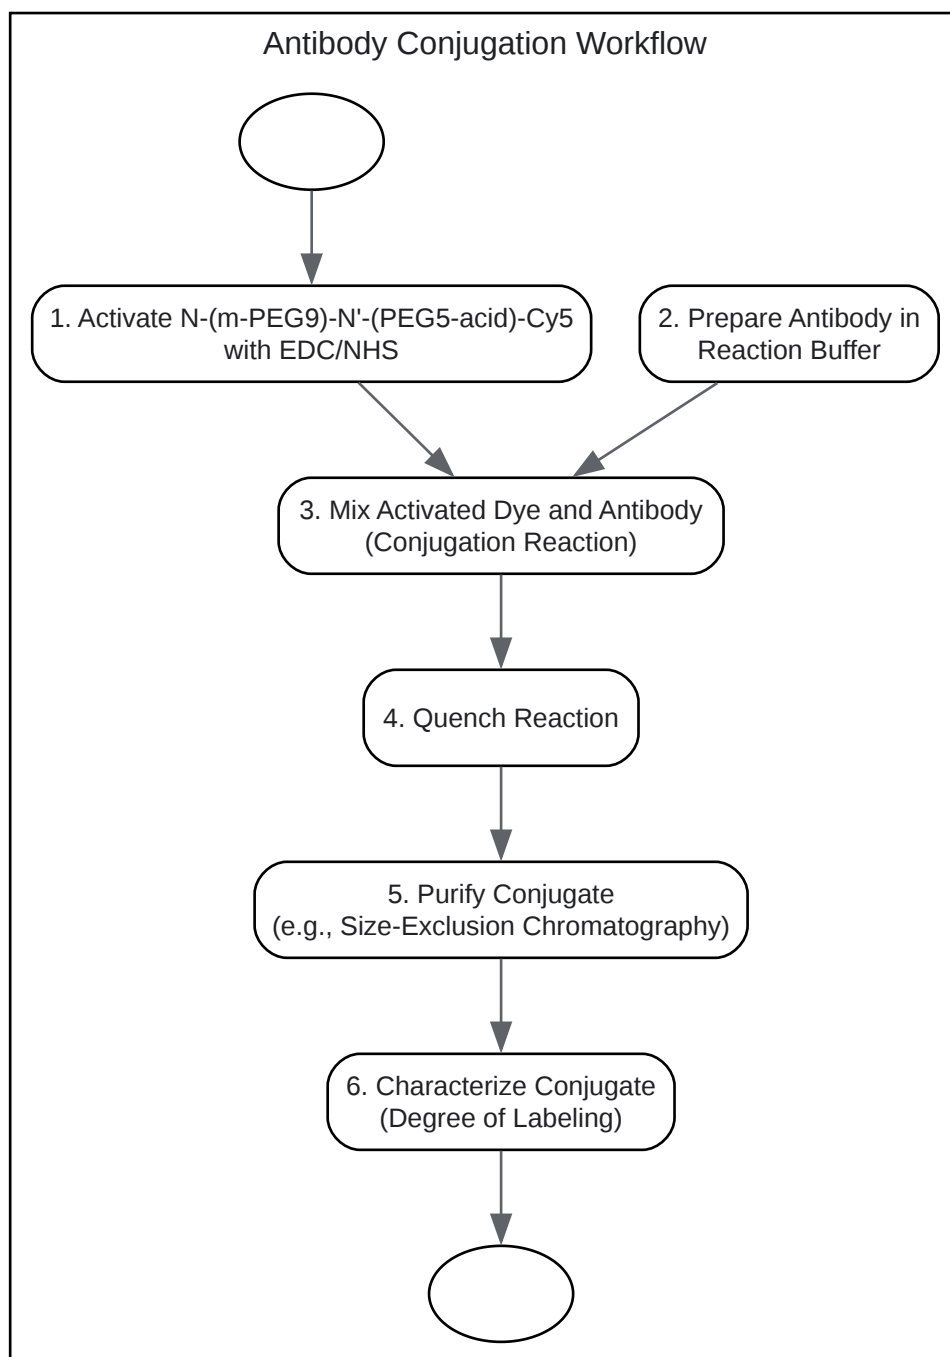 Antibody Conjugation Workflow
1. Activate N-(m-PEG9)-N'-(PEG5-acid)-Cy5
with EDC/NHS
2. Prepare Antibody in
Reaction Buffer
3. Mix Activated Dye and Antibody
(Conjugation Reaction)
4. Quench Reaction
5. Purify Conjugate
(e.g., Size-Exclusion Chromatography)
6. Characterize Conjugate
(Degree of Labeling)